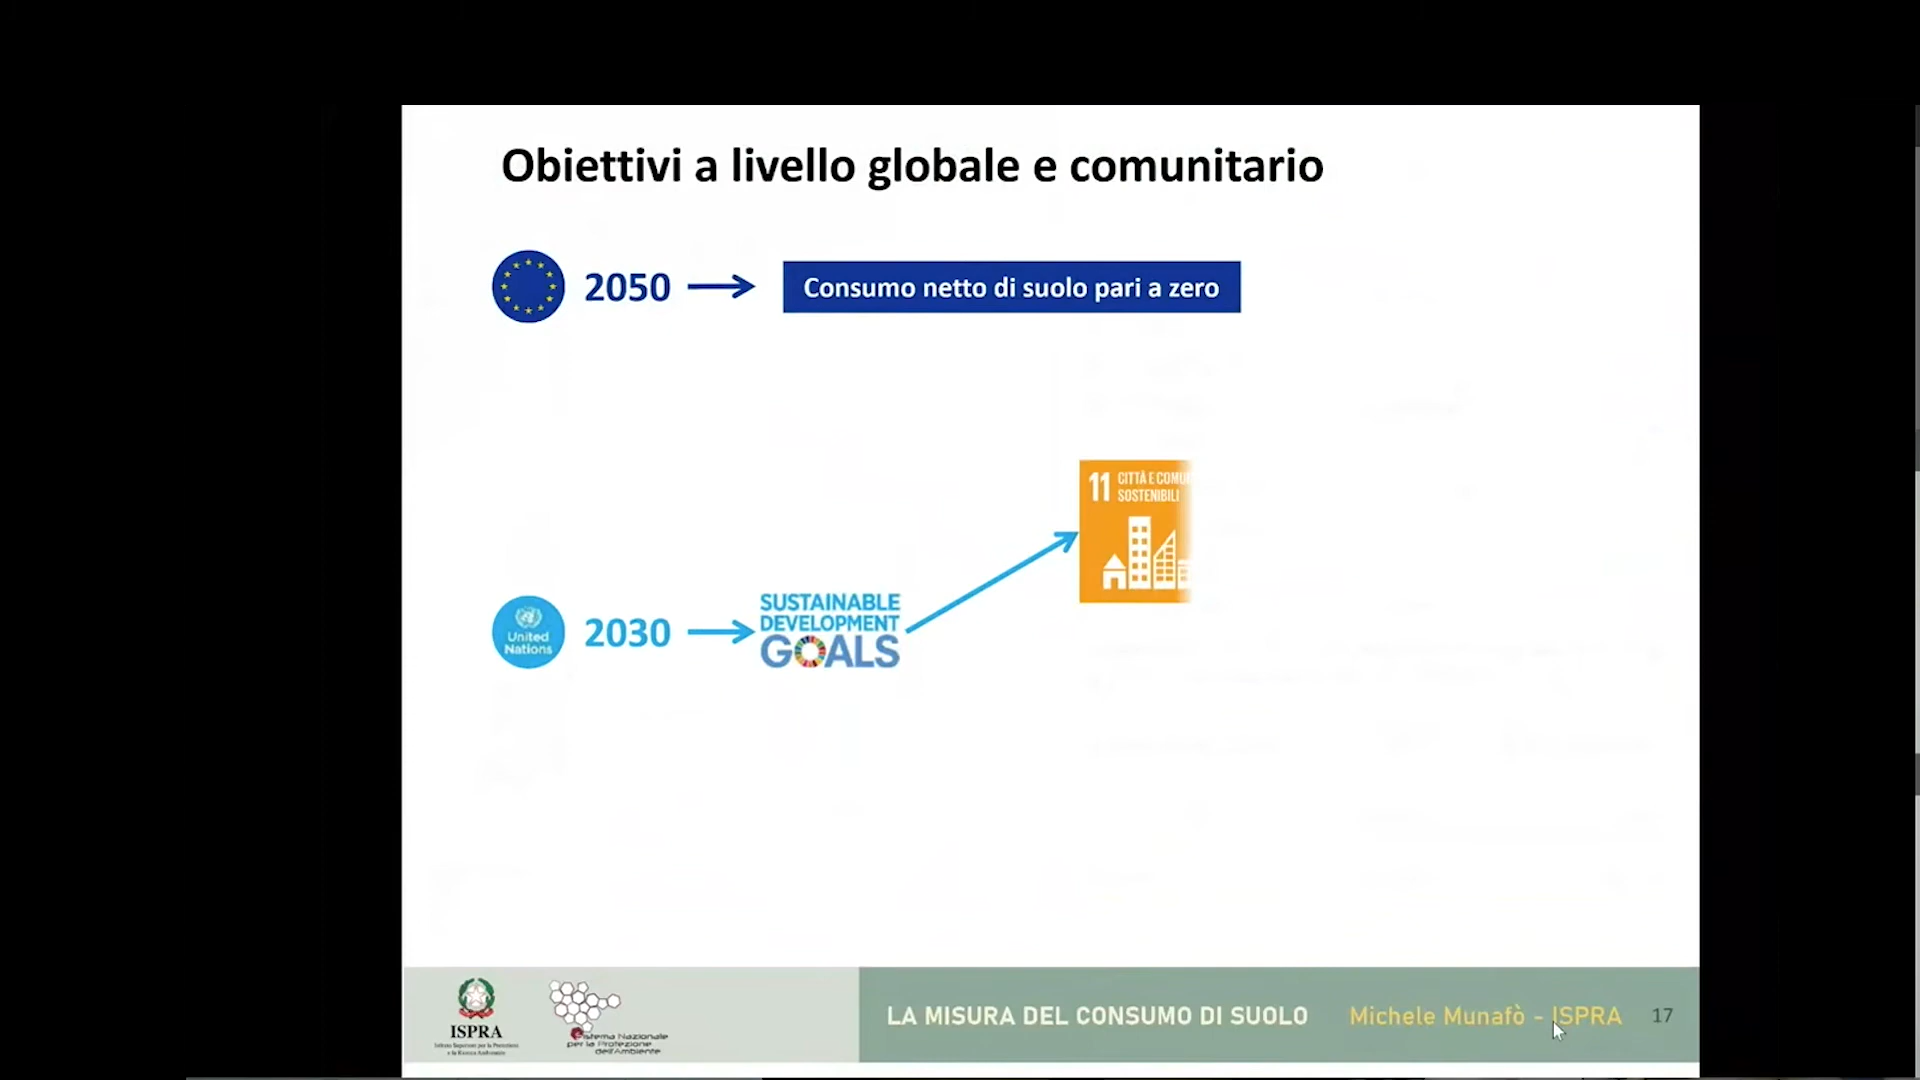 Obiettivi a livello globale e comunitario
2050
Consumo netto di suolo pari a zero
11 CITTÀ E COMU
SOSTENIBILI
United
Nations
2030
SUSTAINABLE
DEVELOPMENT
GOALS
ISPRA
Istituto Superiore per la Protezione
e la Ricerca Ambientale
Sistema Nazionale
per la Protezione
dell'Ambiente
LA MISURA DEL CONSUMO DI SUOLO
Michele Munafò - ISPRA
17